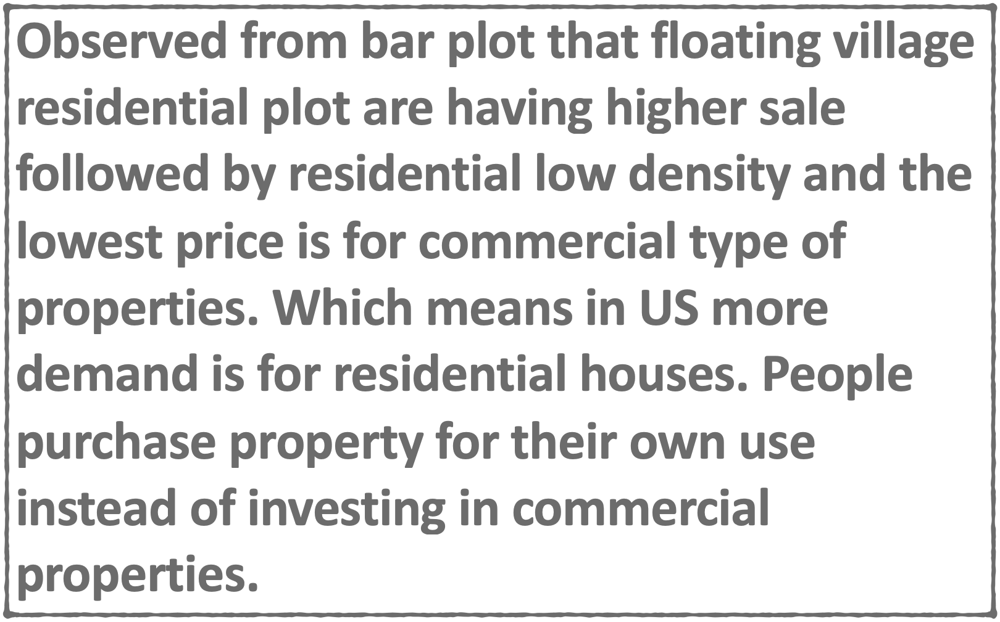 Observed from bar plot that floating village
residential plot are having higher sale
followed by residential low density and the
lowest price is for commercial type of
properties. Which means in US more
demand is for residential houses. People
purchase property for their own use
instead of investing in commercial
properties.